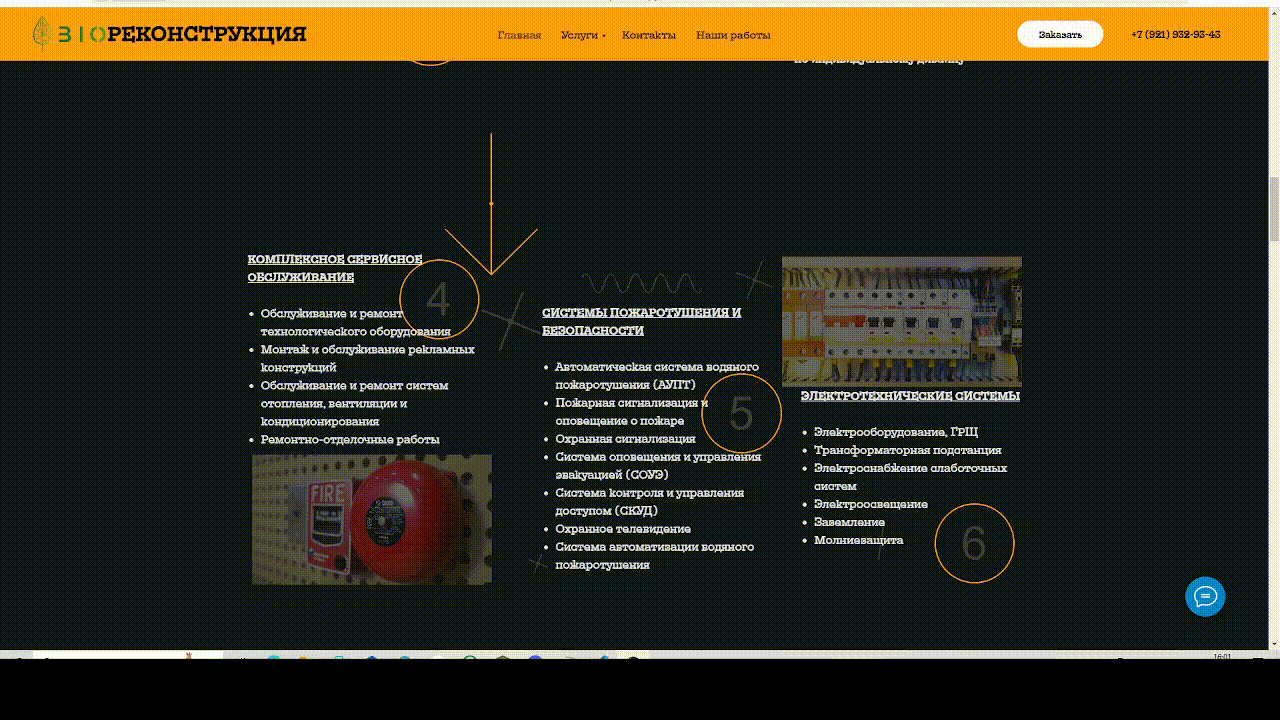 ВIOРЕКОНСТРУКЦИЯ
Главная
Услуги
Контакты
Наши работы
Заказать
+7 (921) 932-93-43
по индивидуальному дизайну
КОМПЛЕКСНОЕ СЕРВИСНОЕ
ОБСЛУЖИВАНИЕ
4
Обслуживание и ремонт
технологического оборудования
Монтаж и обслуживание рекламных
конструкций
Обслуживание и ремонт систем
отопления, вентиляции и
кондиционирования
Ремонтно-отделочные работы
FIRE
СИСТЕМЫ ПОЖАРОТУШЕНИЯ И
БЕЗОПАСНОСТИ
5
Автоматическая система водяного
пожаротушения (АУПТ)
Пожарная сигнализация и
оповещение о пожаре
Охранная сигнализация
Система оповещения и управления
эвакуацией (СОУЭ)
Система контроля и управления
доступом (СКУД)
Охранное телевидение
Система автоматизации водяного
пожаротушения
ЭЛЕКТРОТЕХНИЧЕСКИЕ СИСТЕМЫ
Электрооборудование, ГРЩ
Трансформаторная подстанция
Электроснабжение слаботочных
систем
Электроосвещение
Заземление
Молниезащита
6
16:01